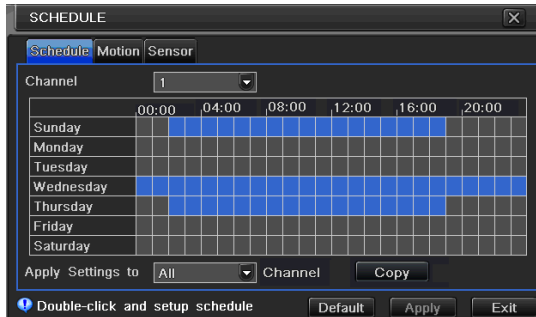 SCHEDULE
Schedule Motion Sensor
Channel 1
00:00 04:00 08:00 12:00 16:00 20:00
Sunday
Monday
Tuesday
Wednesday
Thursday
Friday
Saturday
Apply Settings to All Channel Copy
Double-click and setup schedule Default Apply Exit